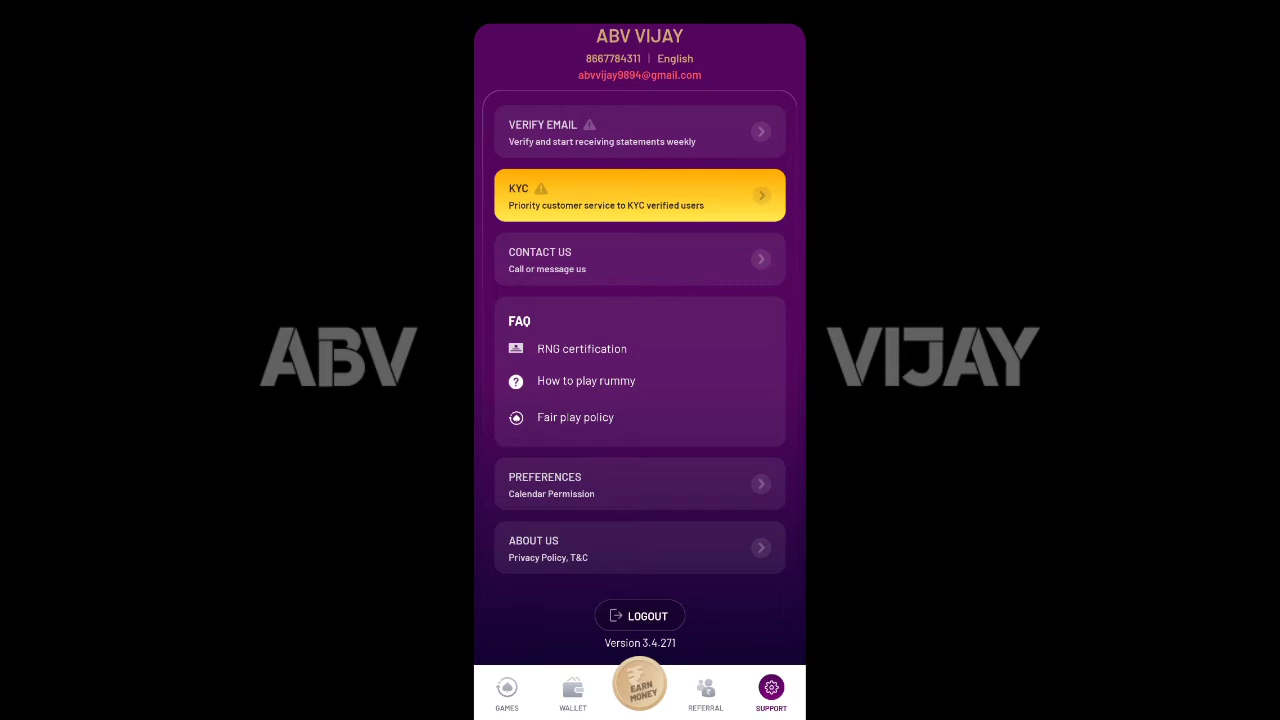 ABV VIJAY
8667784311 | English
abvvijay9894@gmail.com
VERIFY EMAIL
Verify and start receiving statements weekly
KYC
Priority customer service to KYC verified users
CONTACT US
Call or message us
FAQ
RNG certification
How to play rummy
Fair play policy
ABV
VIJAY
PREFERENCES
Calendar Permission
ABOUT US
Privacy Policy, T&C
LOGOUT
Version 3.4.271
EARN
MONEY
GAMES
WALLET
REFERRAL
SUPPORT